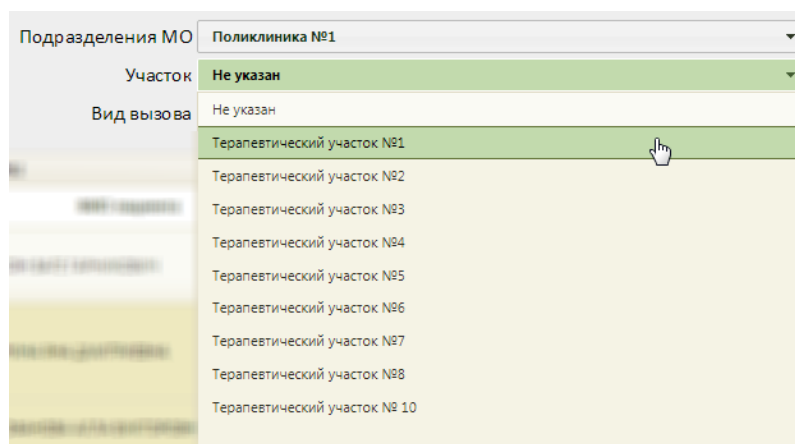 Подразделения МО Поликлиника №1
Участок Не указан
Вид вызова Не указан
Терапевтический участок №1
Терапевтический участок №2
Терапевтический участок №3
Терапевтический участок №4
Терапевтический участок №5
Терапевтический участок №6
Терапевтический участок №7
Терапевтический участок №8
Терапевтический участок № 10